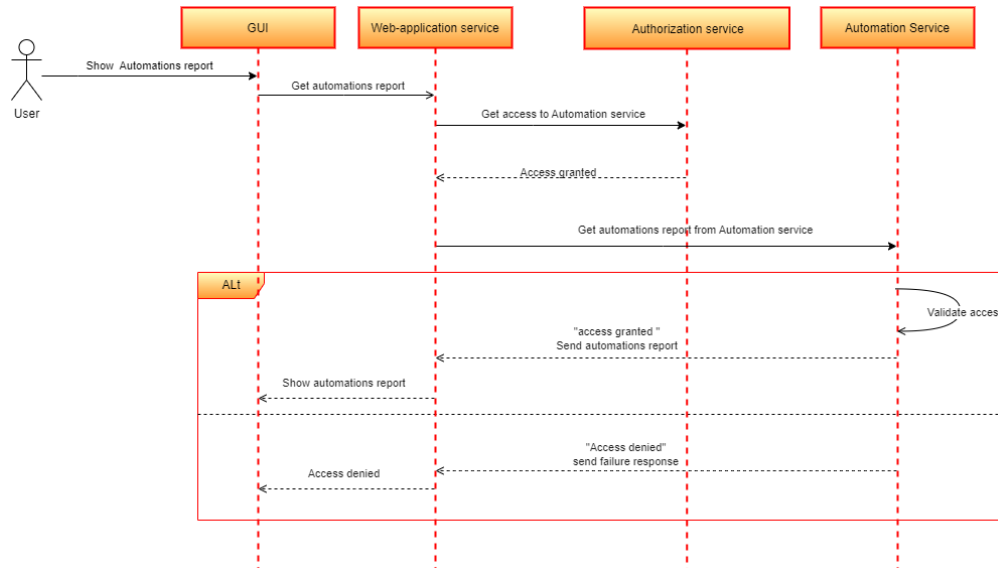 GUI
Web-application service
Authorization service
Automation Service
Show Automations report
User
Get automations report
Get access to Automation service
Access granted
Get automations report from Automation service
ALt
Validate acces
"access granted "
Send automations report
Show automations report
"Access denied"
send failure response
Access denied